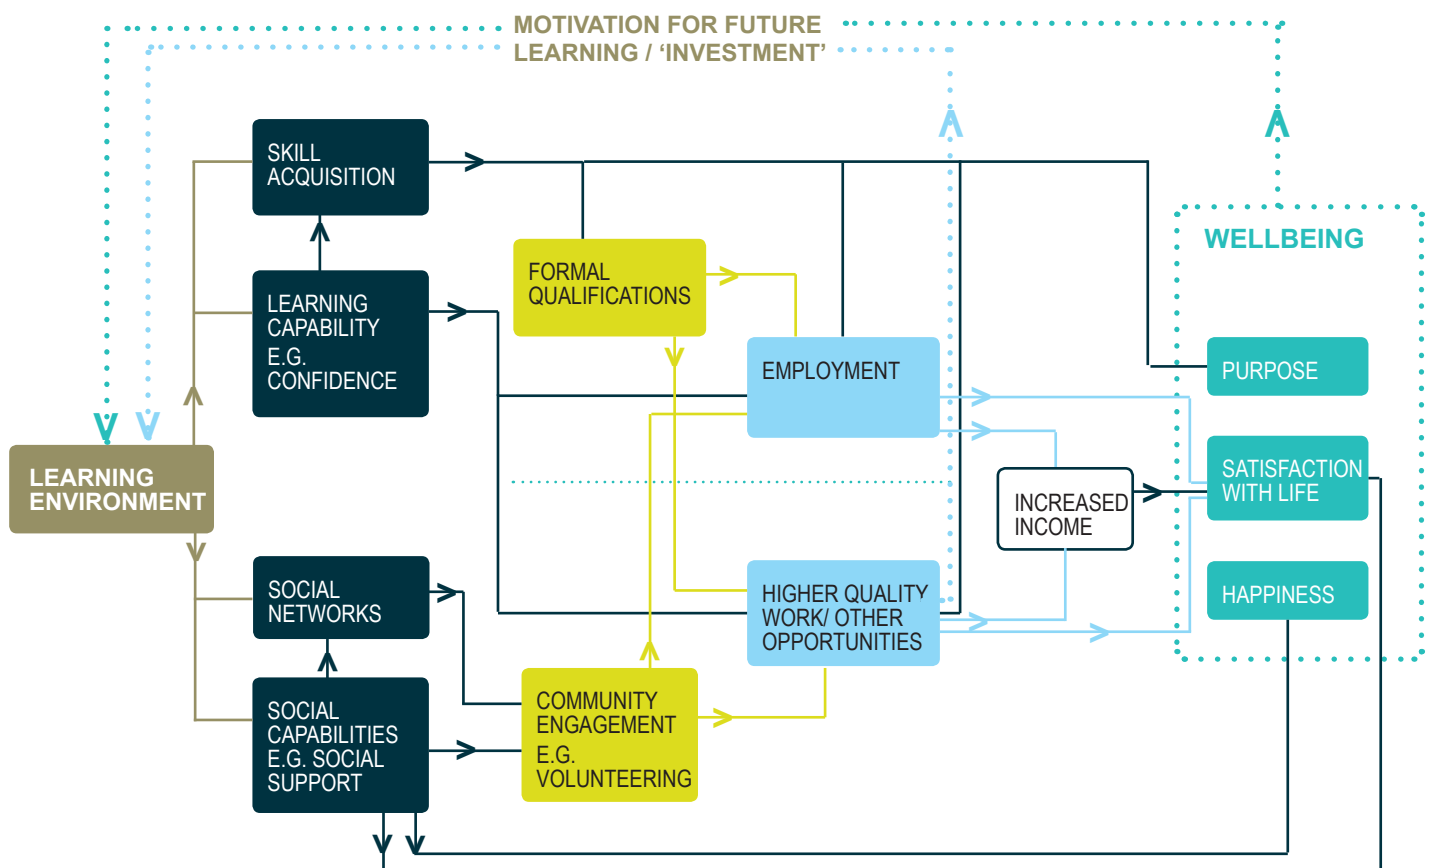 MOTIVATION FOR FUTURE
LEARNING / ‘INVESTMENT’
SKILL
ACQUISITION
WELLBEING
FORMAL
QUALIFICATIONS
LEARNING
CAPABILITY
E.G.
CONFIDENCE
EMPLOYMENT
PURPOSE
LEARNING
ENVIRONMENT
SATISFACTION
WITH LIFE
INCREASED
INCOME
SOCIAL
NETWORKS
HIGHER QUALITY
WORK/ OTHER
OPPORTUNITIES
HAPPINESS
SOCIAL
CAPABILITIES
E.G. SOCIAL
SUPPORT
COMMUNITY
ENGAGEMENT
E.G.
VOLUNTEERING